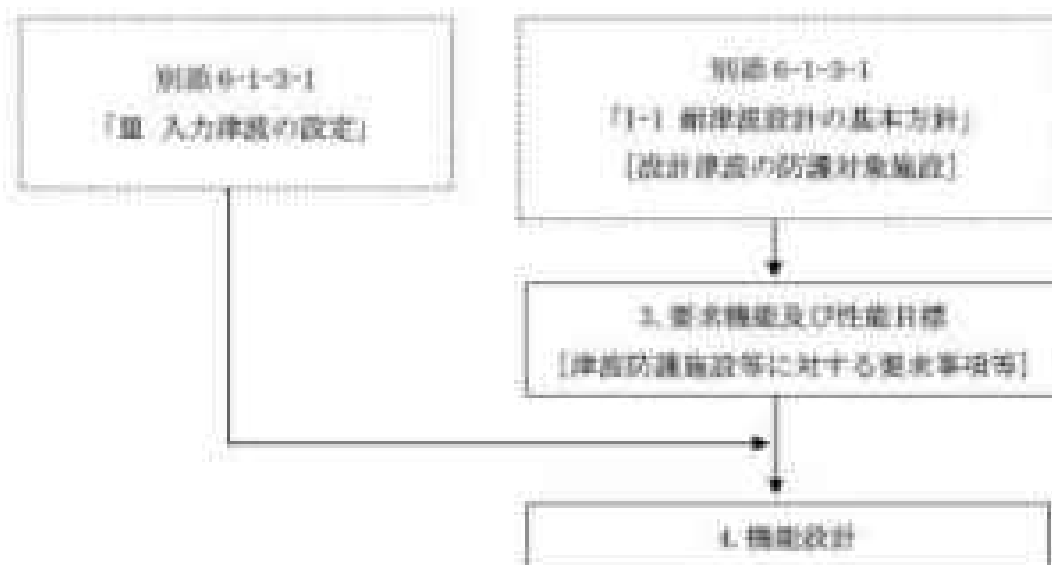 別添6-1-3-1
「Ⅲ 入力津波の設定」
別添6-1-3-1
「I-1 耐津波設計の基本方針」
[設計津波の防護対象施設]
3. 要求機能及び性能目標
[津波防護施設等に対する要求事項等]
4. 機能設計